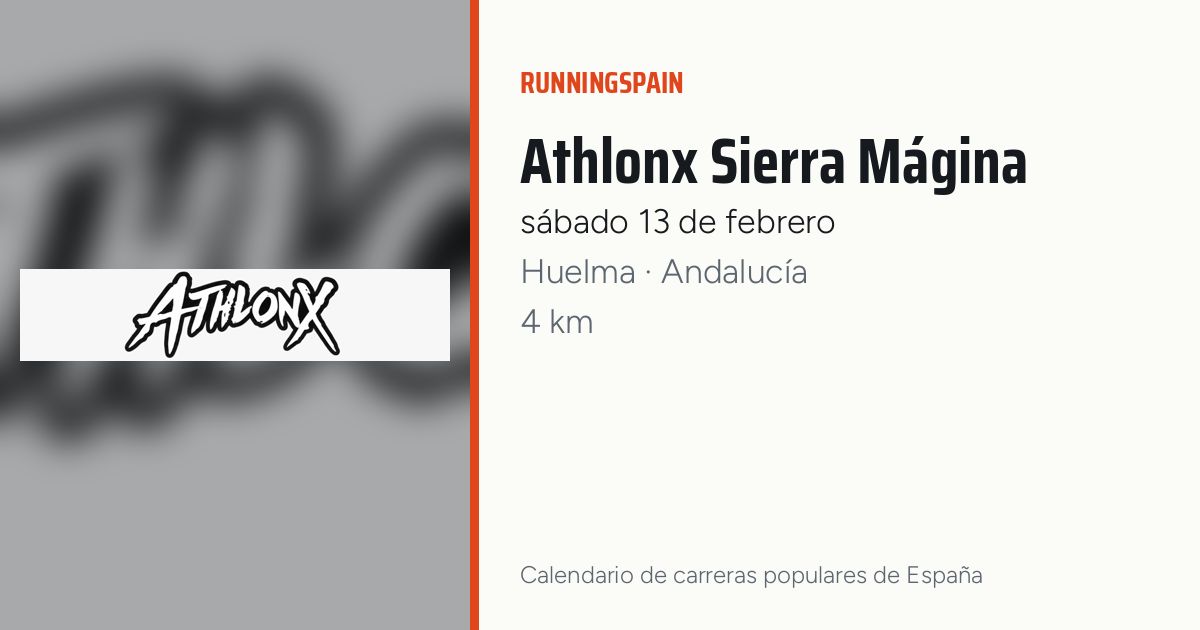 ATHLONX
RUNNINGSPAIN
Athlonx Sierra Mágina
sábado 13 de febrero
Huelma · Andalucía
4 km
Calendario de carreras populares de España